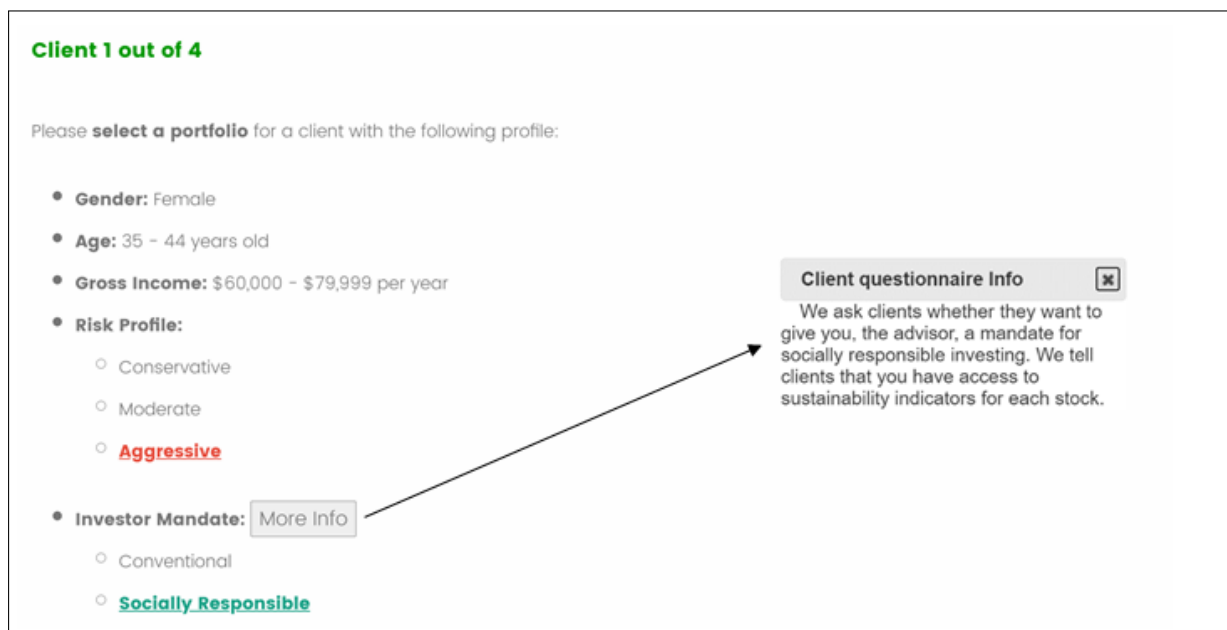 Client 1 out of 4
Please select a portfolio for a client with the following profile:
Gender: Female
Age: 35 - 44 years old
Gross Income: $60,000 - $79,999 per year
Risk Profile:
Conservative
Moderate
Aggressive
Investor Mandate: More Info
Conventional
Socially Responsible
Client questionnaire Info
We ask clients whether they want to
give you, the advisor, a mandate for
socially responsible investing. We tell
clients that you have access to
sustainability indicators for each stock.